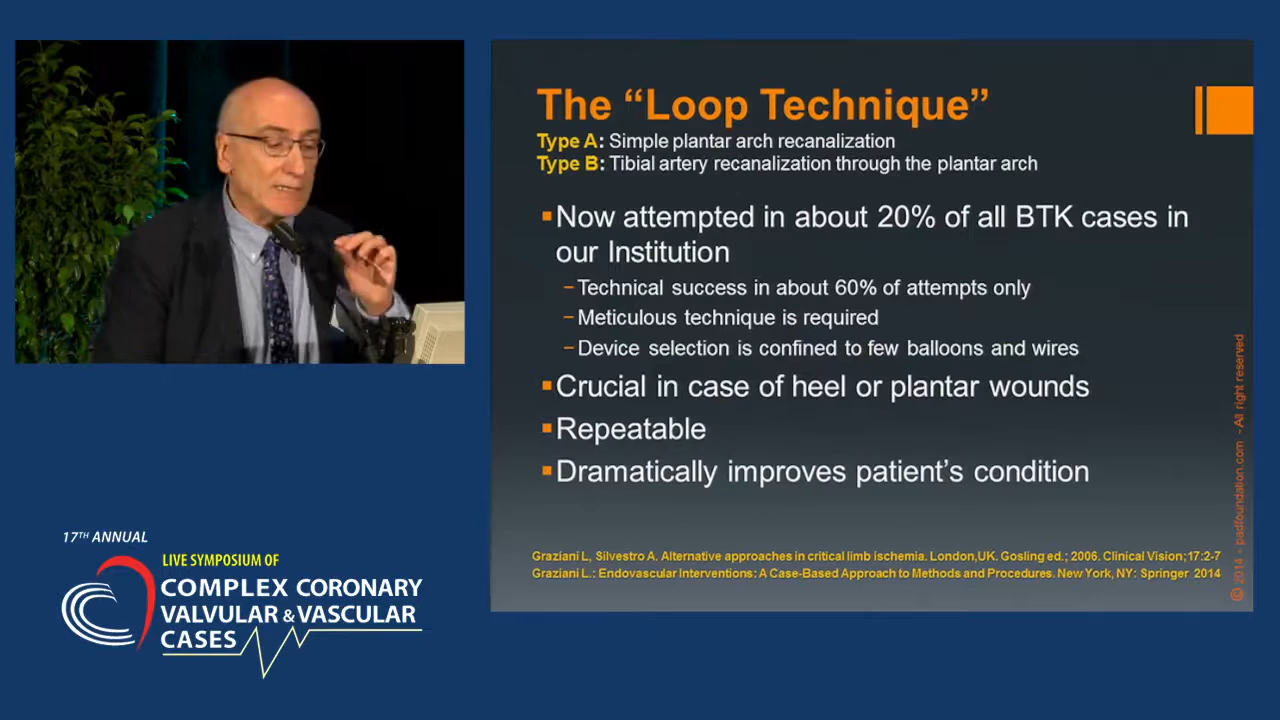 The “Loop Technique”
Type A: Simple plantar arch recanalization
Type B: Tibial artery recanalization through the plantar arch
Now attempted in about 20% of all BTK cases in
our Institution
–Technical success in about 60% of attempts only
–Meticulous technique is required
–Device selection is confined to few balloons and wires
Crucial in case of heel or plantar wounds
Repeatable
Dramatically improves patient’s condition
Graziani L, Silvestro A. Alternative approaches in critical limb ischemia. London,UK. Gosling ed.; 2006. Clinical Vision;17:2-7
Graziani L.: Endovascular Interventions: A Case-Based Approach to Methods and Procedures. New York, NY: Springer 2014
© 2014 - padfoundation.com - All right reserved
17TH ANNUAL
LIVE SYMPOSIUM OF
COMPLEX CORONARY
VALVULAR & VASCULAR
CASES